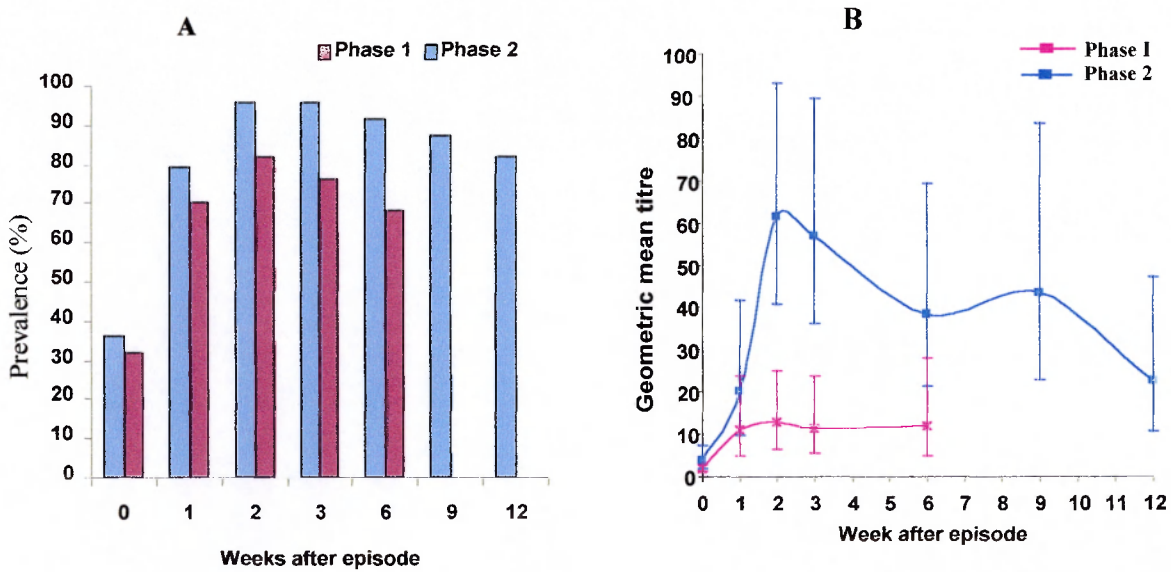 A
Phase 1 Phase 2
Prevalence (%)
100
90
80
70
60
50
40
30
20
10
0
0 1 2 3 6 9 12
Weeks after episode
B
Phase I
Phase 2
Geometric mean titre
100
90
80
70
60
50
40
30
20
10
0
0 1 2 3 4 5 6 7 8 9 10 11 12
Week after episode